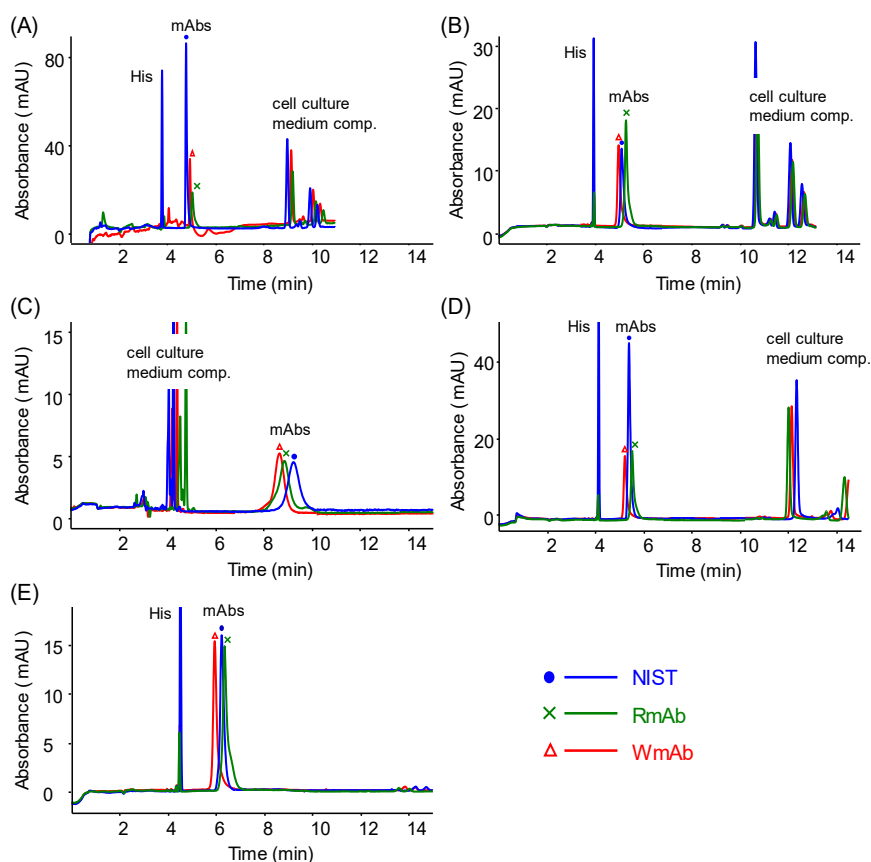 (A)
mAbs
His
cell culture
medium comp.
Absorbance ( mAU)
80
40
0
2 4 6 8 10 12 14
Time (min)
(B)
His
mAbs
cell culture
medium comp.
Absorbance ( mAU)
30
20
10
0
2 4 6 8 10 12 14
Time (min)
(C)
cell culture
medium comp.
mAbs
Absorbance ( mAU)
15
10
5
0
2 4 6 8 10 12 14
Time (min)
(D)
His
mAbs
cell culture
medium comp.
Absorbance ( mAU)
40
20
0
2 4 6 8 10 12 14
Time (min)
(E)
His
mAbs
Absorbance ( mAU)
15
10
5
0
2 4 6 8 10 12 14
Time (min)
NIST
RmAb
WmAb